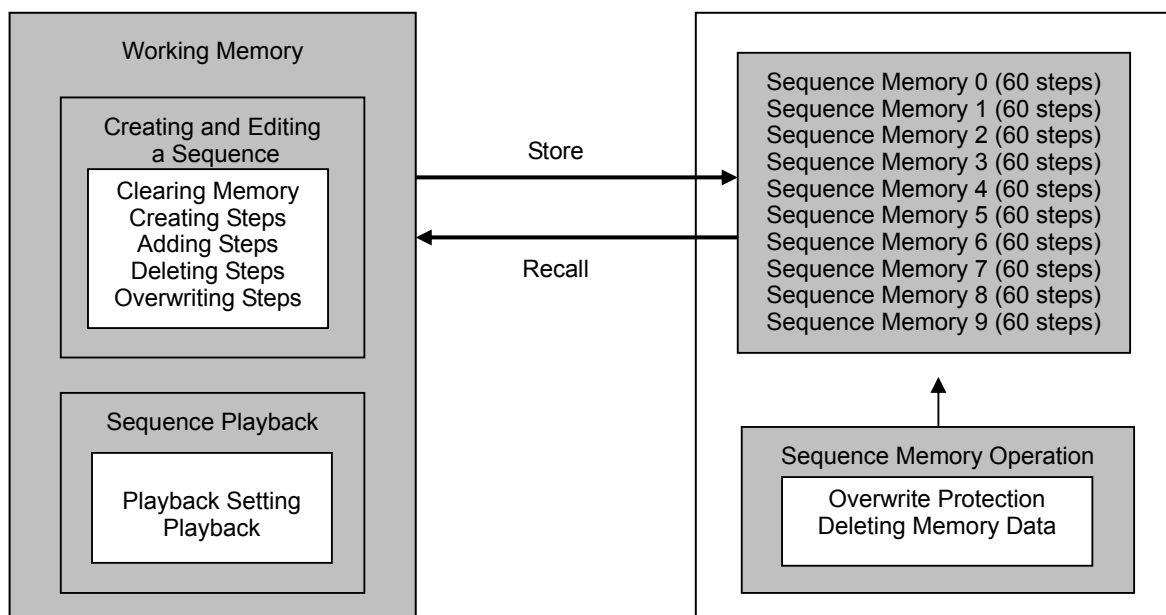 Working Memory
Creating and Editing
a Sequence
Clearing Memory
Creating Steps
Adding Steps
Deleting Steps
Overwriting Steps
Sequence Playback
Playback Setting
Playback
Store
Recall
Sequence Memory 0 (60 steps)
Sequence Memory 1 (60 steps)
Sequence Memory 2 (60 steps)
Sequence Memory 3 (60 steps)
Sequence Memory 4 (60 steps)
Sequence Memory 5 (60 steps)
Sequence Memory 6 (60 steps)
Sequence Memory 7 (60 steps)
Sequence Memory 8 (60 steps)
Sequence Memory 9 (60 steps)
Sequence Memory Operation
Overwrite Protection
Deleting Memory Data